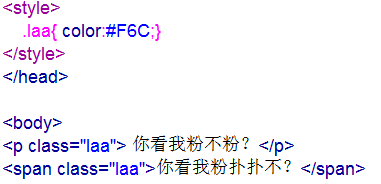 <style>
.laa{ color:#F6C;}
</style>
</head>
<body>
<p class="laa"> 你看我粉不粉？</p>
<span class="laa">你看我粉扑扑不？</span>